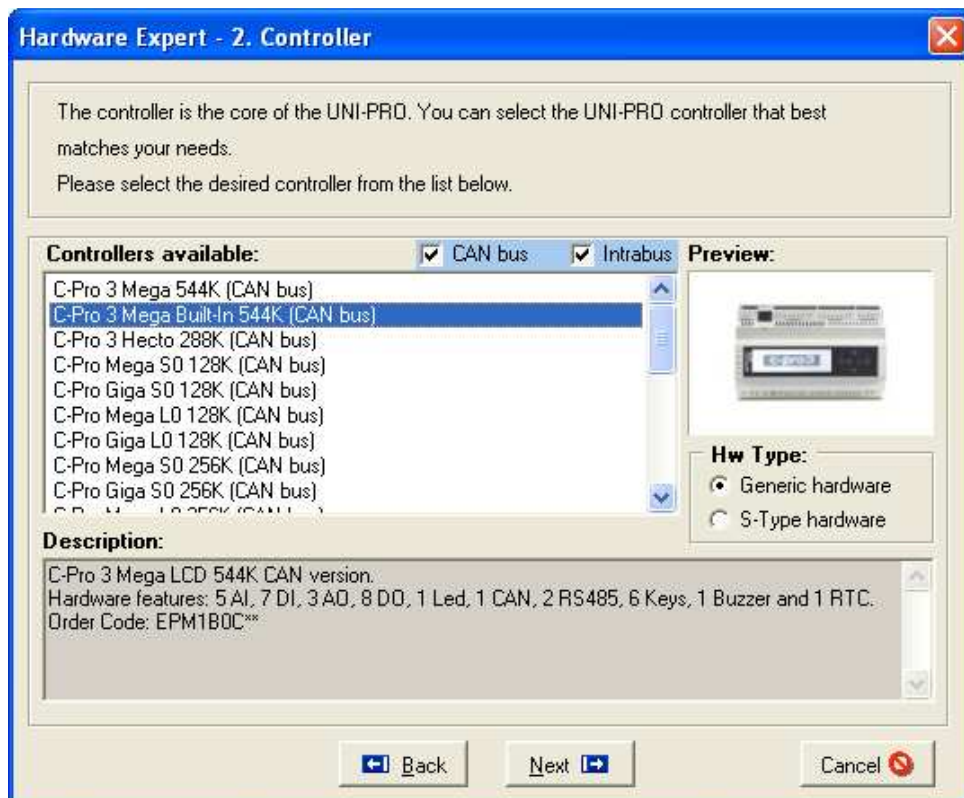 Hardware Expert - 2. Controller
The controller is the core of the UNI-PRO. You can select the UNI-PRO controller that best
matches your needs.
Please select the desired controller from the list below.
Controllers available:
CAN bus
Intrabus
Preview:
C-Pro 3 Mega 544K (CAN bus)
C-Pro 3 Mega Built-In 544K (CAN bus)
C-Pro 3 Hecto 288K (CAN bus)
C-Pro Mega S0 128K (CAN bus)
C-Pro Giga S0 128K (CAN bus)
C-Pro Mega L0 128K (CAN bus)
C-Pro Giga L0 128K (CAN bus)
C-Pro Mega S0 256K (CAN bus)
C-Pro Giga S0 256K (CAN bus)
Hw Type:
Generic hardware
S-Type hardware
Description:
C-Pro 3 Mega LCD 544K CAN version.
Hardware features: 5 AI, 7 DI, 3 AO, 8 DO, 1 Led, 1 CAN, 2 RS485, 6 Keys, 1 Buzzer and 1 RTC.
Order Code: EPM1B0C**
Back
Next
Cancel